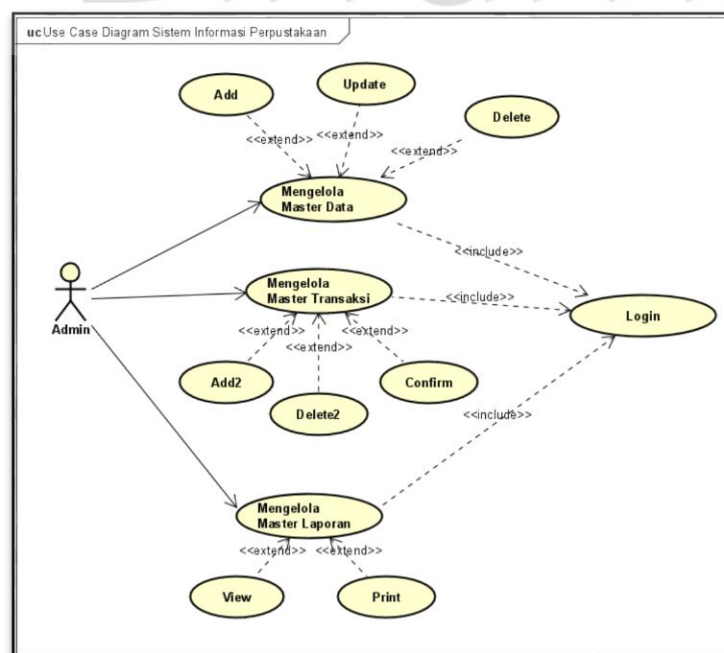 uc Use Case Diagram Sistem Informasi Perpustakaan
Add
Update
Delete
<<extend>>
<<extend>>
<<extend>>
Mengelola
Master Data
<<include>>
Mengelola
Master Transaksi
<<include>>
Login
Admin
<<extend>>
<<extend>>
<<extend>>
Add2
Delete2
Confirm
<<include>>
Mengelola
Master Laporan
<<extend>>
<<extend>>
View
Print